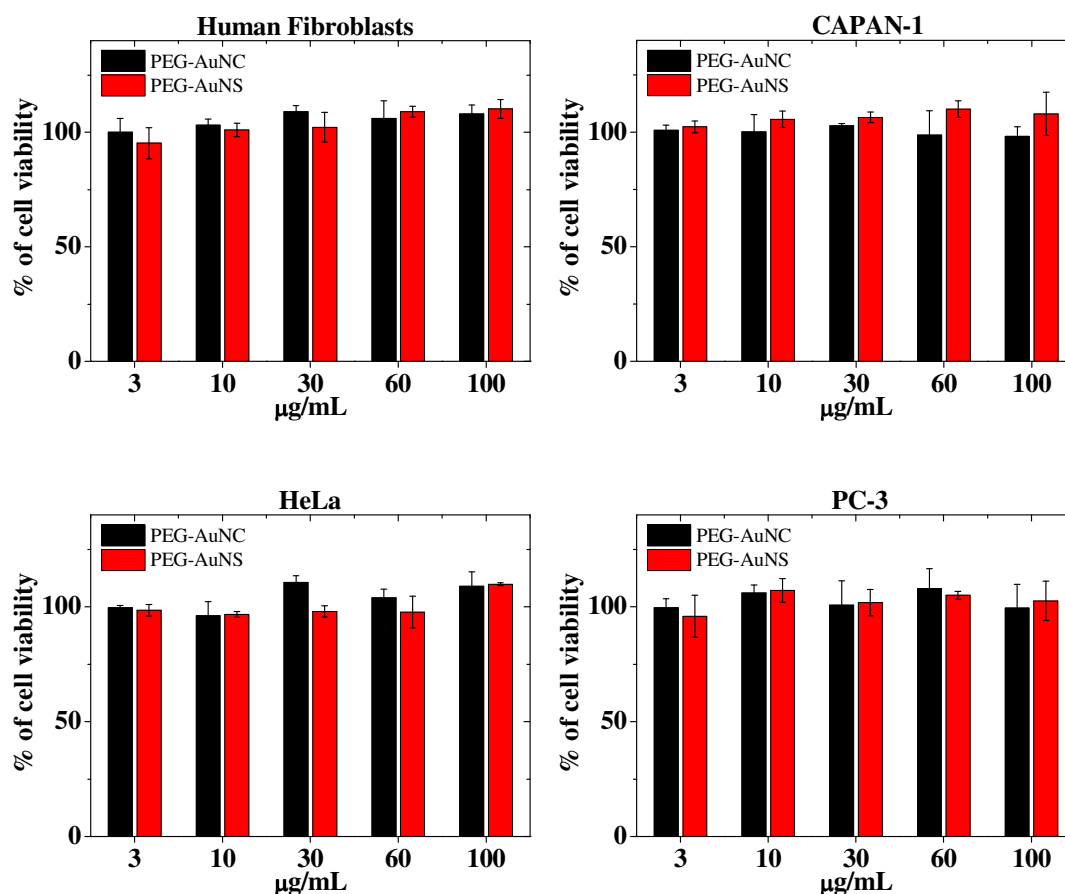 Human Fibroblasts
PEG-AuNC
PEG-AuNS
% of cell viability
100
50
0
3 10 30 60 100
μg/mL
CAPAN-1
PEG-AuNC
PEG-AuNS
% of cell viability
100
50
0
3 10 30 60 100
μg/mL
HeLa
PEG-AuNC
PEG-AuNS
% of cell viability
100
50
0
3 10 30 60 100
μg/mL
PC-3
PEG-AuNC
PEG-AuNS
% of cell viability
100
50
0
3 10 30 60 100
μg/mL